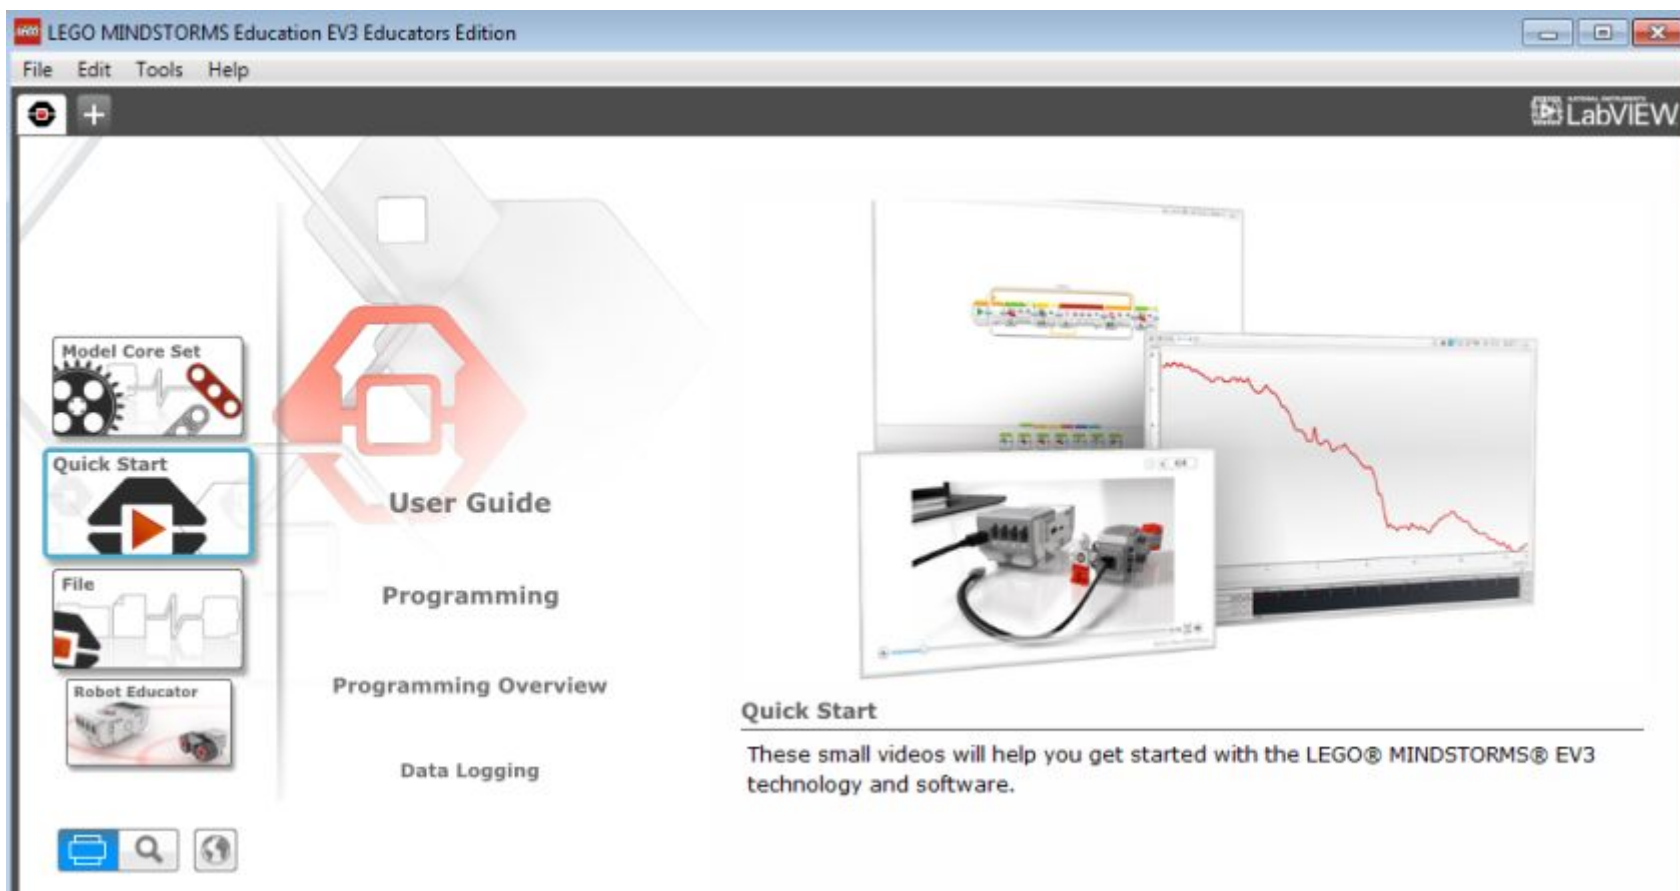 LEGO MINDSTORMS Education EV3 Educators Edition
File Edit Tools Help
NATIONAL INSTRUMENTS
LabVIEW
Model Core Set
Quick Start
File
Robot Educator
User Guide
Programming
Programming Overview
Data Logging
Quick Start
These small videos will help you get started with the LEGO® MINDSTORMS® EV3
technology and software.